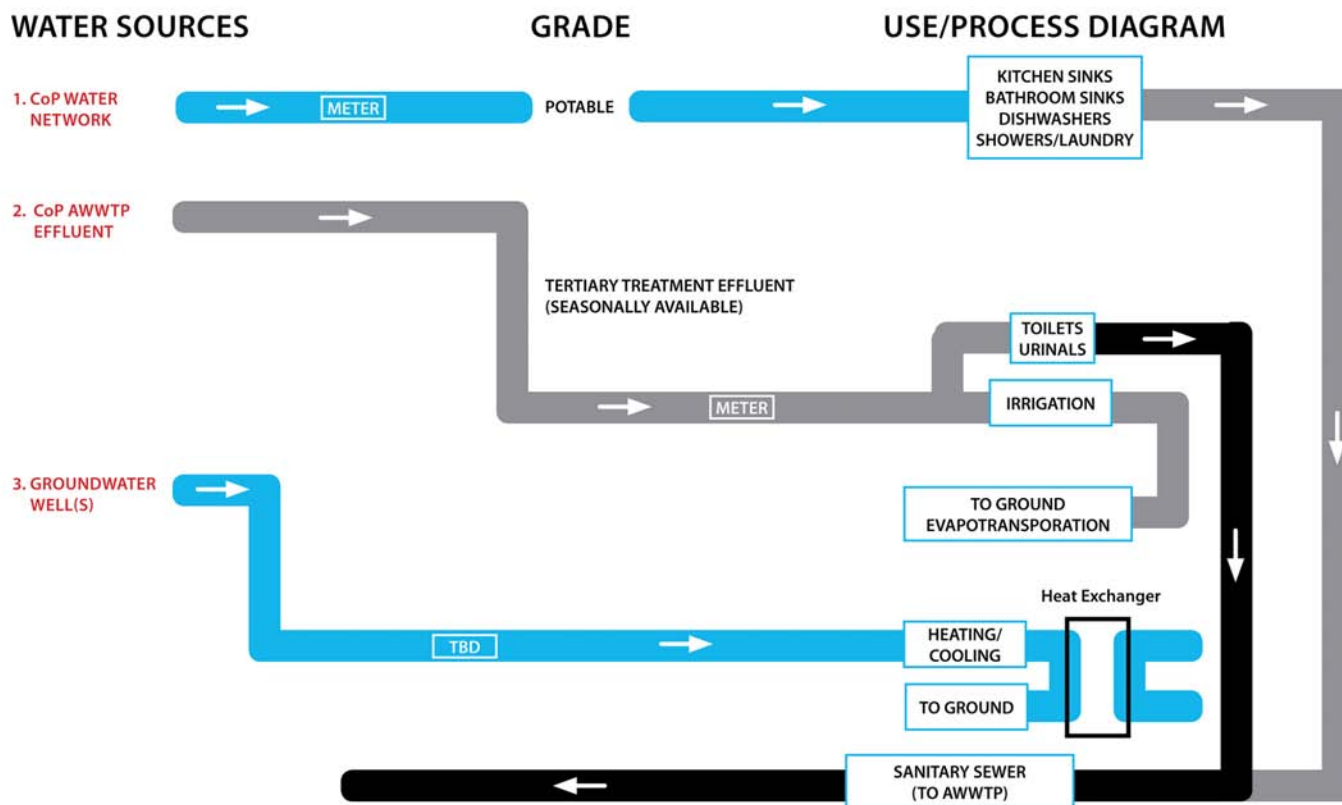 WATER SOURCES
GRADE
USE/PROCESS DIAGRAM
1. CoP WATER
NETWORK
METER
POTABLE
KITCHEN SINKS
BATHROOM SINKS
DISHWASHERS
SHOWERS/LAUNDRY
2. CoP AWWTP
EFFLUENT
TERTIARY TREATMENT EFFLUENT
(SEASONALLY AVAILABLE)
TOILETS
URINALS
METER
IRRIGATION
3. GROUNDWATER
WELL(S)
TO GROUND
EVAPOTRANSPORATION
Heat Exchanger
TBD
HEATING/
COOLING
TO GROUND
SANITARY SEWER
(TO AWWTP)